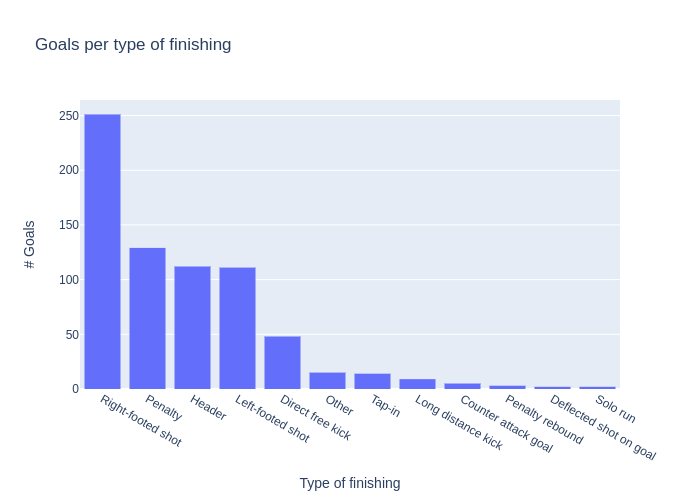 Goals per type of finishing
# Goals
250
200
150
100
50
0
Right-footed shot
Penalty
Header
Left-footed shot
Direct free kick
Other
Tap-in
Long distance kick
Counter attack goal
Penalty rebound
Deflected shot on goal
Solo run
Type of finishing